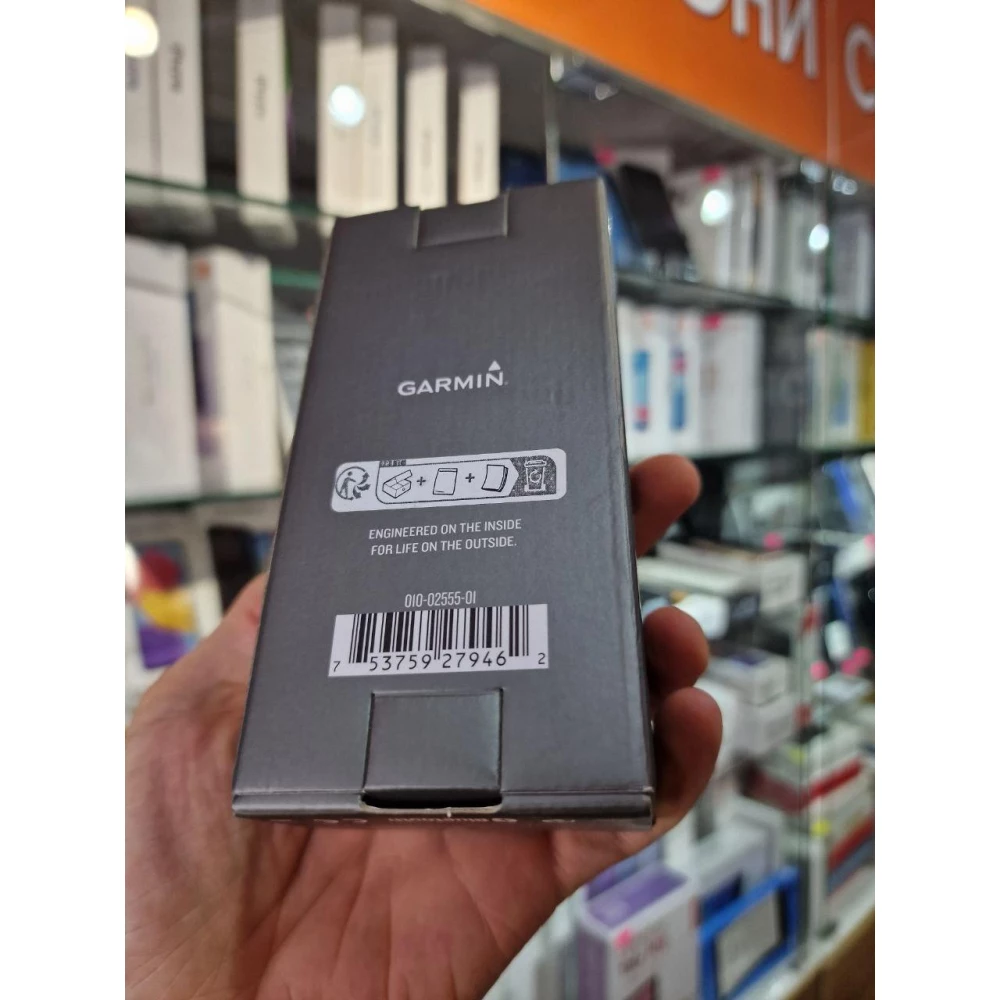 GARMIN
ENGINEERED ON THE INSIDE
FOR LIFE ON THE OUTSIDE.
010-02555-01
7 53759 27946 2